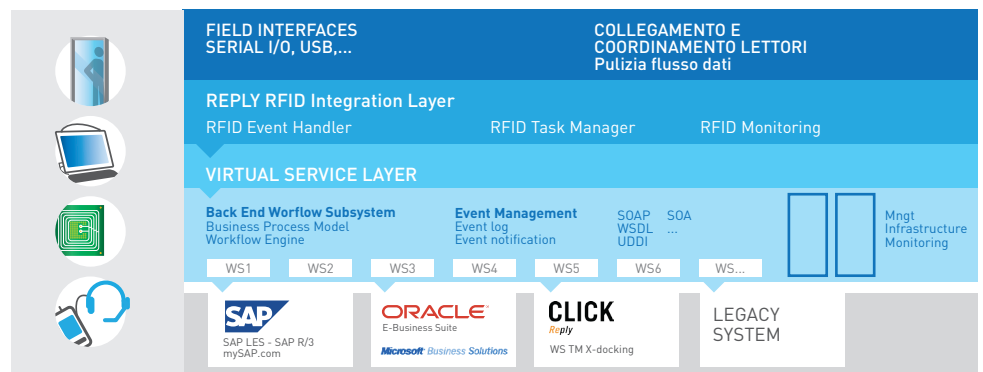 FIELD INTERFACES
SERIAL I/O, USB,...
COLLEGAMENTO E
COORDINAMENTO LETTORI
Pulizia flusso dati
REPLY RFID Integration Layer
RFID Event Handler
RFID Task Manager
RFID Monitoring
VIRTUAL SERVICE LAYER
Back End Worflow Subsystem
Business Process Model
Workflow Engine
Event Management
Event log
Event notification
SOAP SOA
WSDL ...
UDDI
Mngt
Infrastructure
Monitoring
WS1
WS2
WS3
WS4
WS5
WS6
WS...
SAP
SAP LES - SAP R/3
mySAP.com
ORACLE
E-Business Suite
Microsoft Business Solutions
CLICK
Reply
WS TM X-docking
LEGACY
SYSTEM